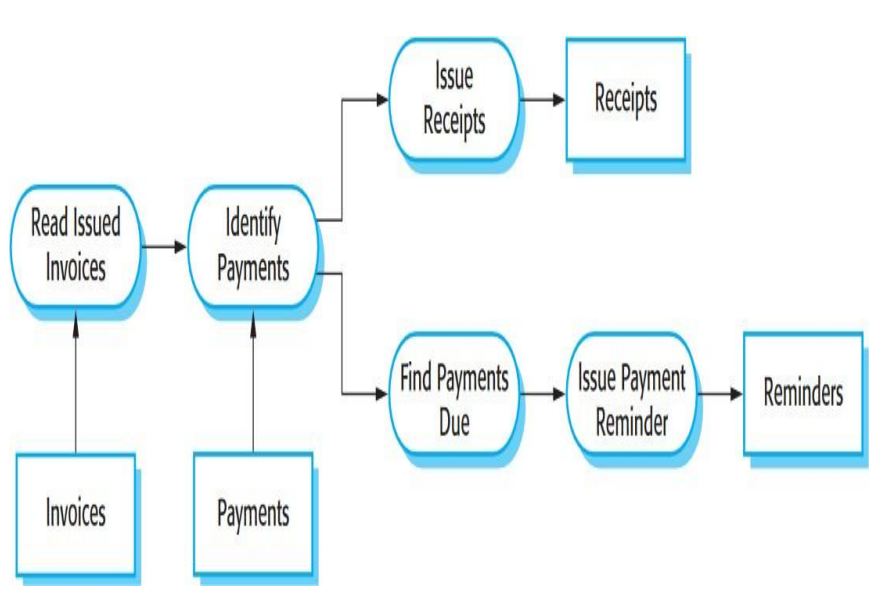 Issue
Receipts
Receipts
Read Issued
Invoices
Identify
Payments
Find Payments
Due
Issue Payment
Reminder
Reminders
Invoices
Payments